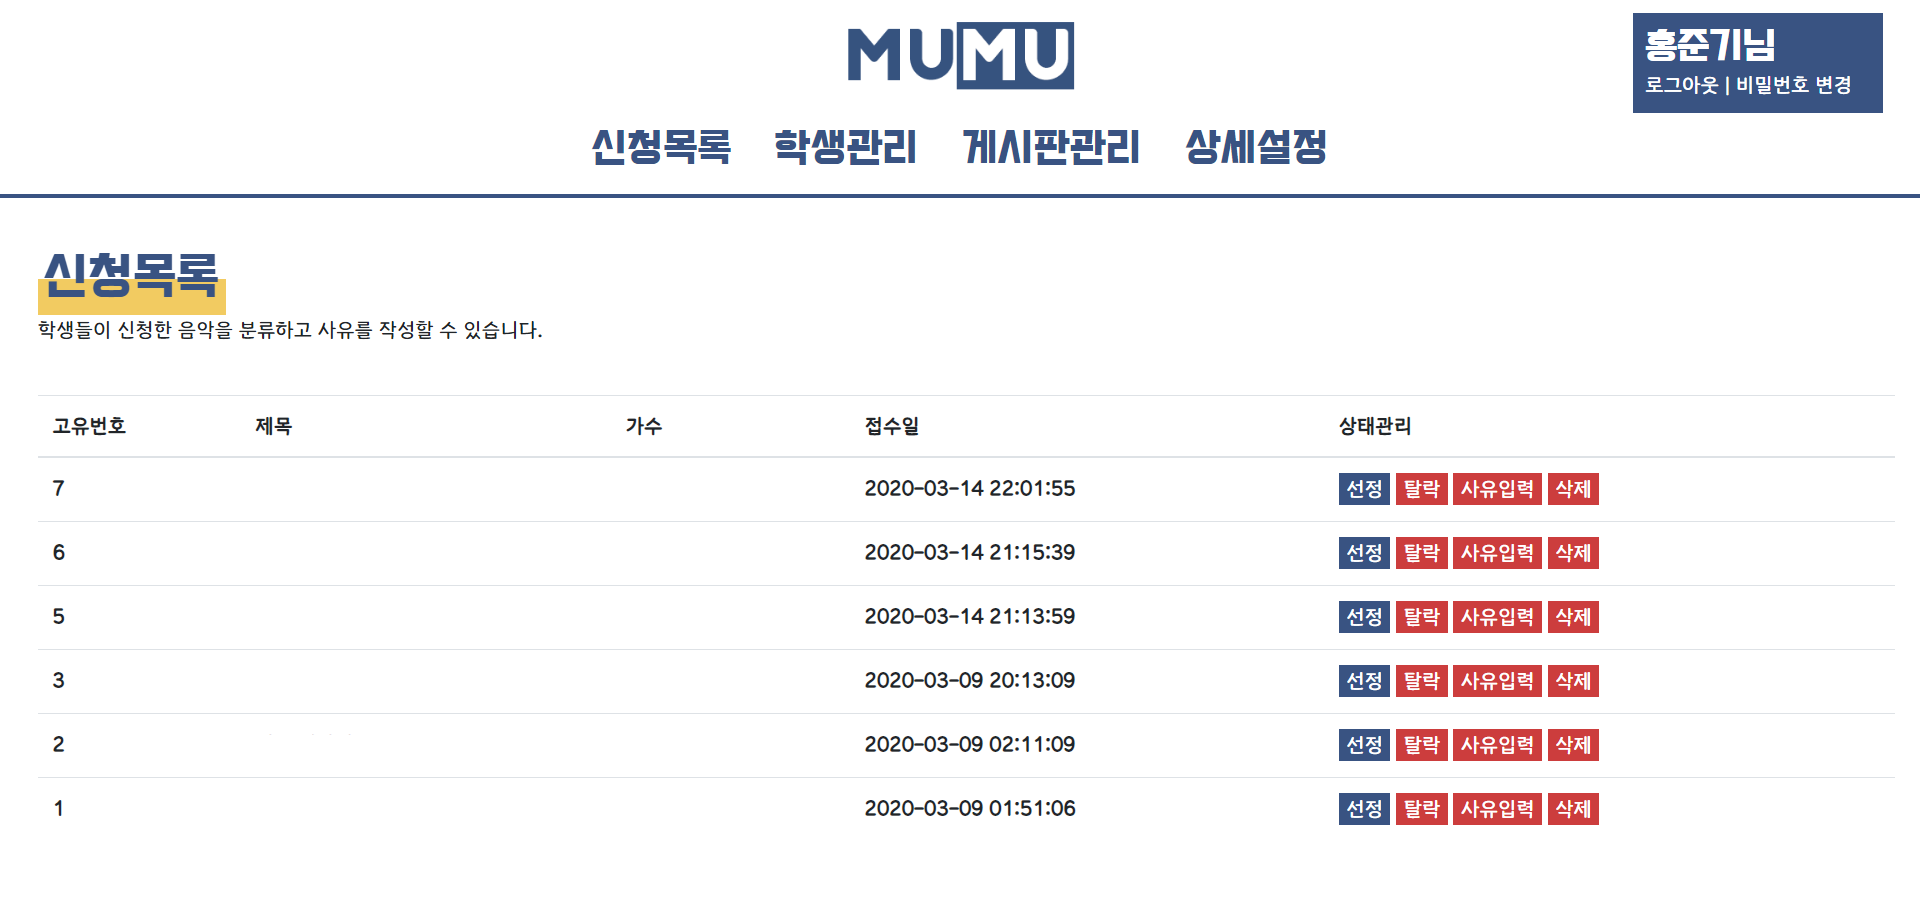 MUMU
홍준기님
로그아웃 | 비밀번호 변경
신청목록 학생관리 게시판관리 상세설정
신청목록
학생들이 신청한 음악을 분류하고 사유를 작성할 수 있습니다.
고유번호 제목 가수 접수일 상태관리
7 2020-03-14 22:01:55 선정 탈락 사유입력 삭제
6 2020-03-14 21:15:39 선정 탈락 사유입력 삭제
5 2020-03-14 21:13:59 선정 탈락 사유입력 삭제
3 2020-03-09 20:13:09 선정 탈락 사유입력 삭제
2 2020-03-09 02:11:09 선정 탈락 사유입력 삭제
1 2020-03-09 01:51:06 선정 탈락 사유입력 삭제